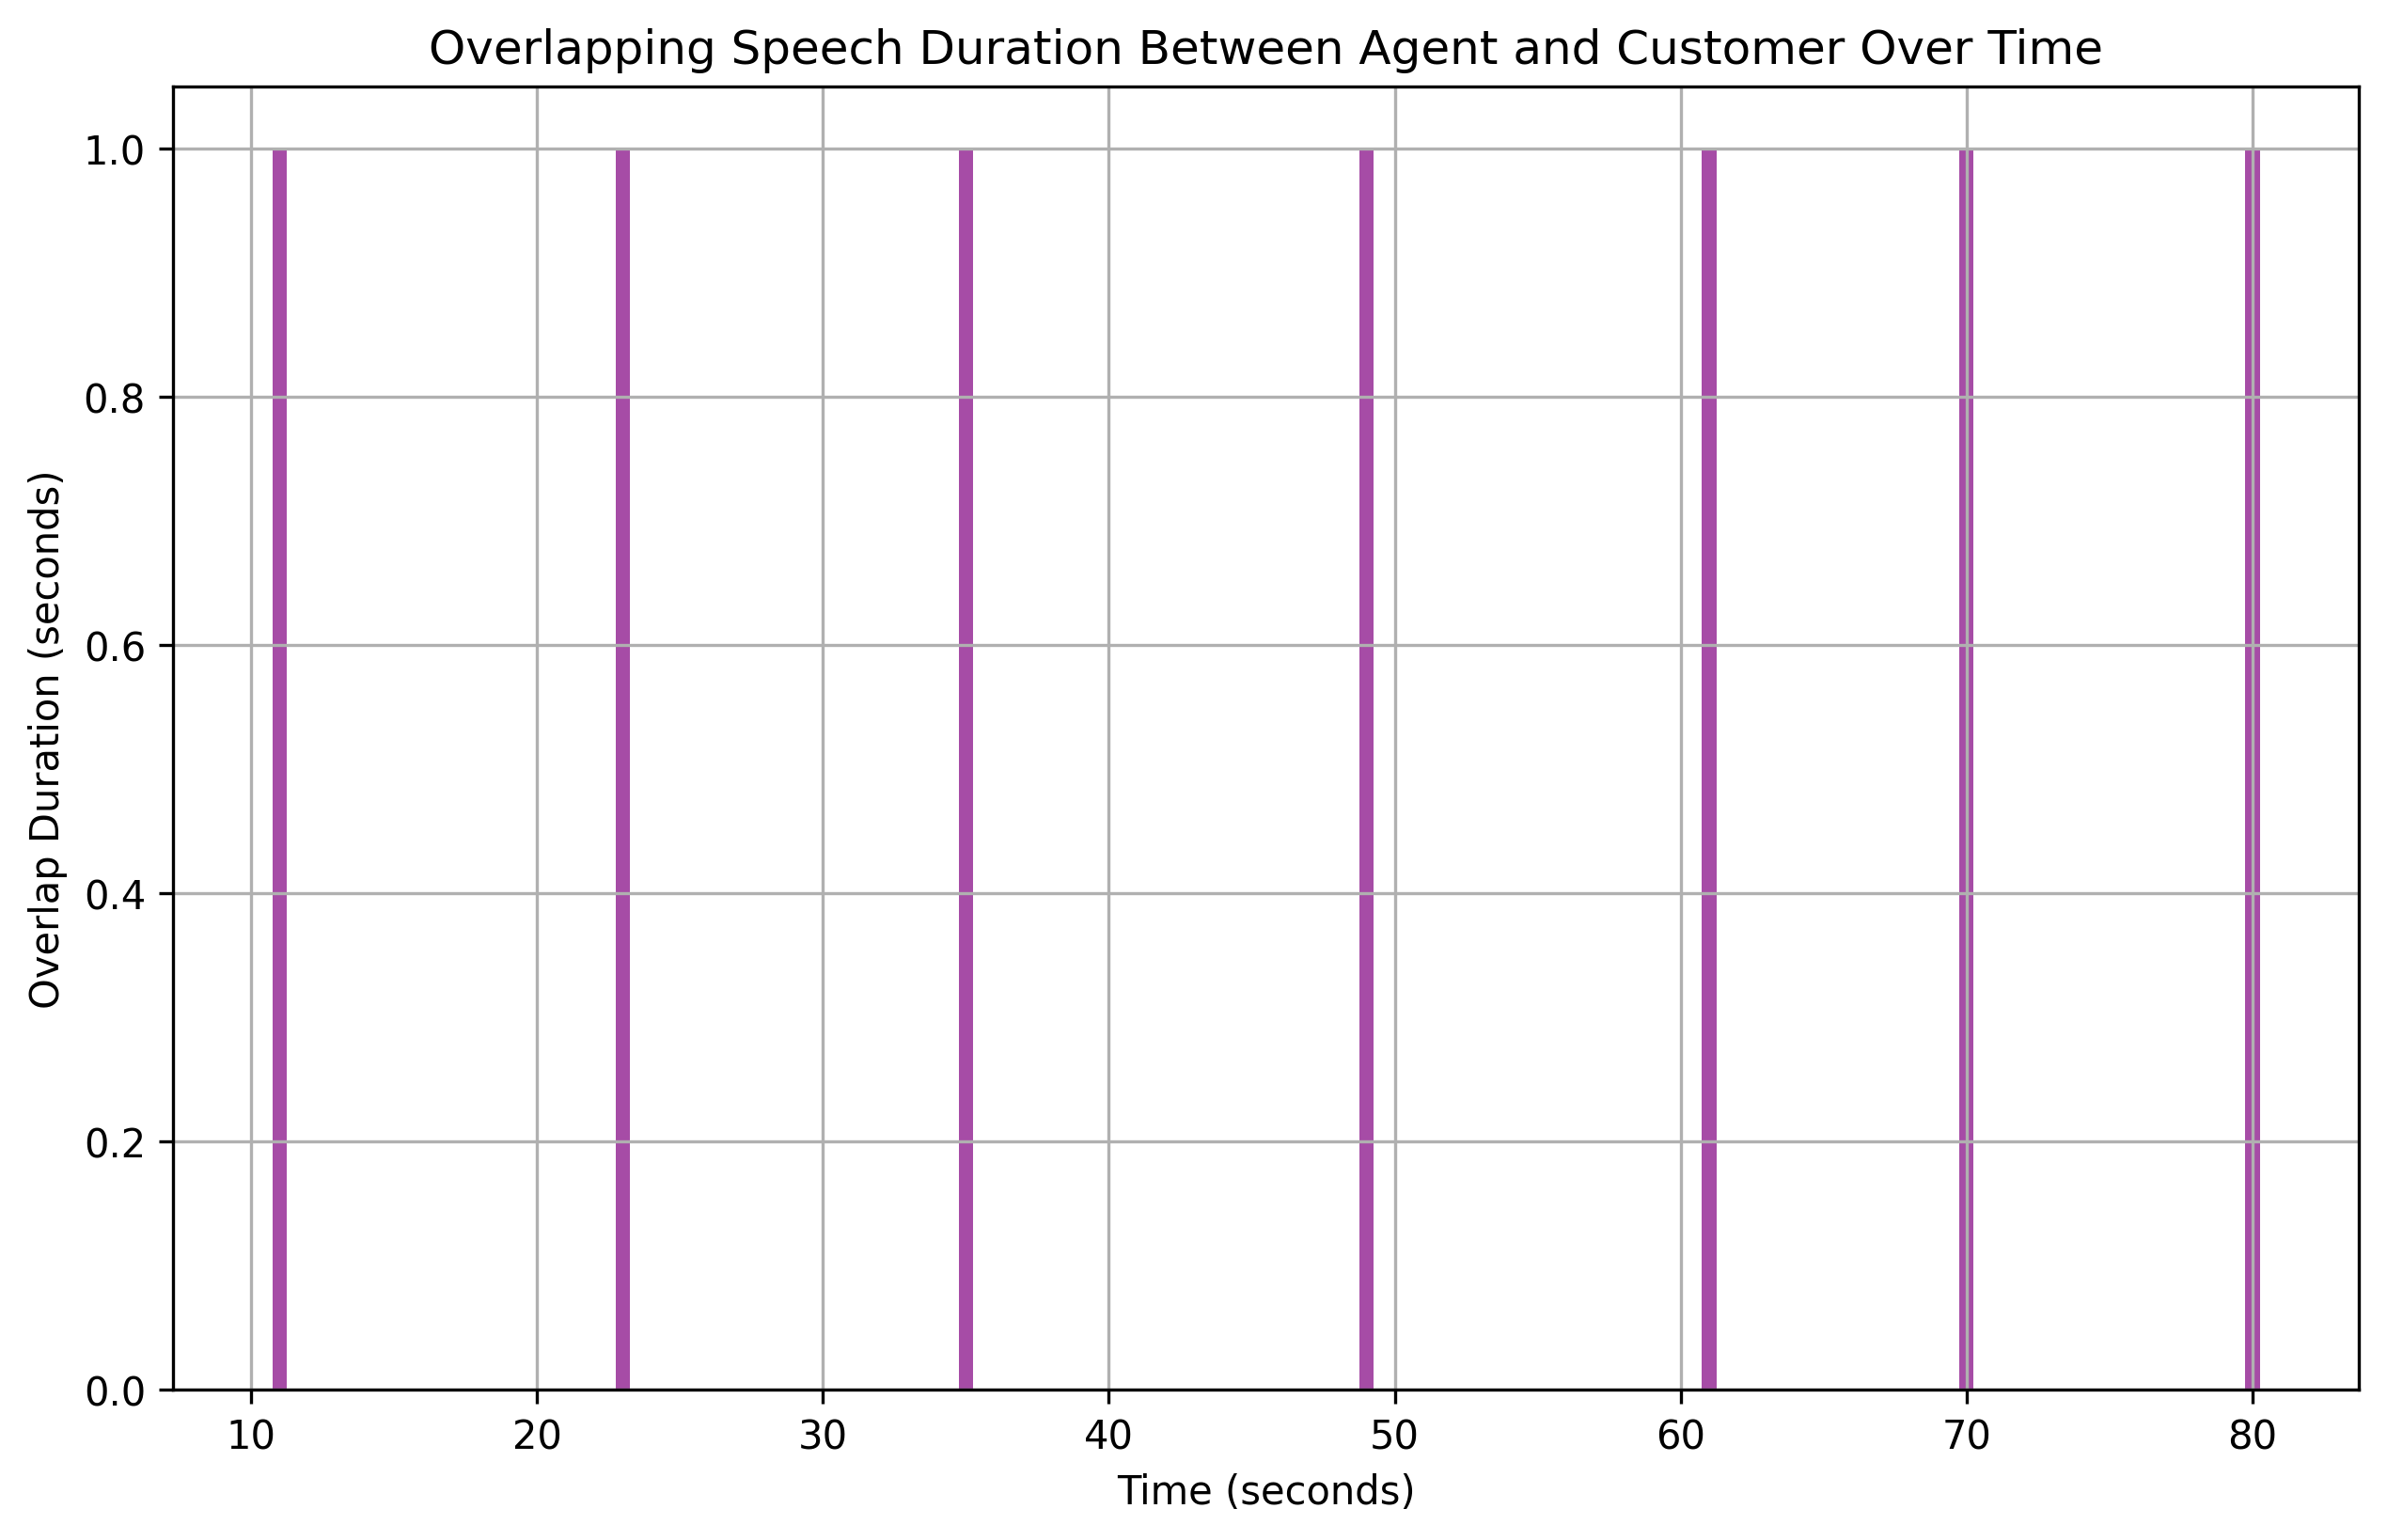 Overlapping Speech Duration Between Agent and Customer Over Time
Overlap Duration (seconds)
1.0
0.8
0.6
0.4
0.2
0.0
10 20 30 40 50 60 70 80
Time (seconds)